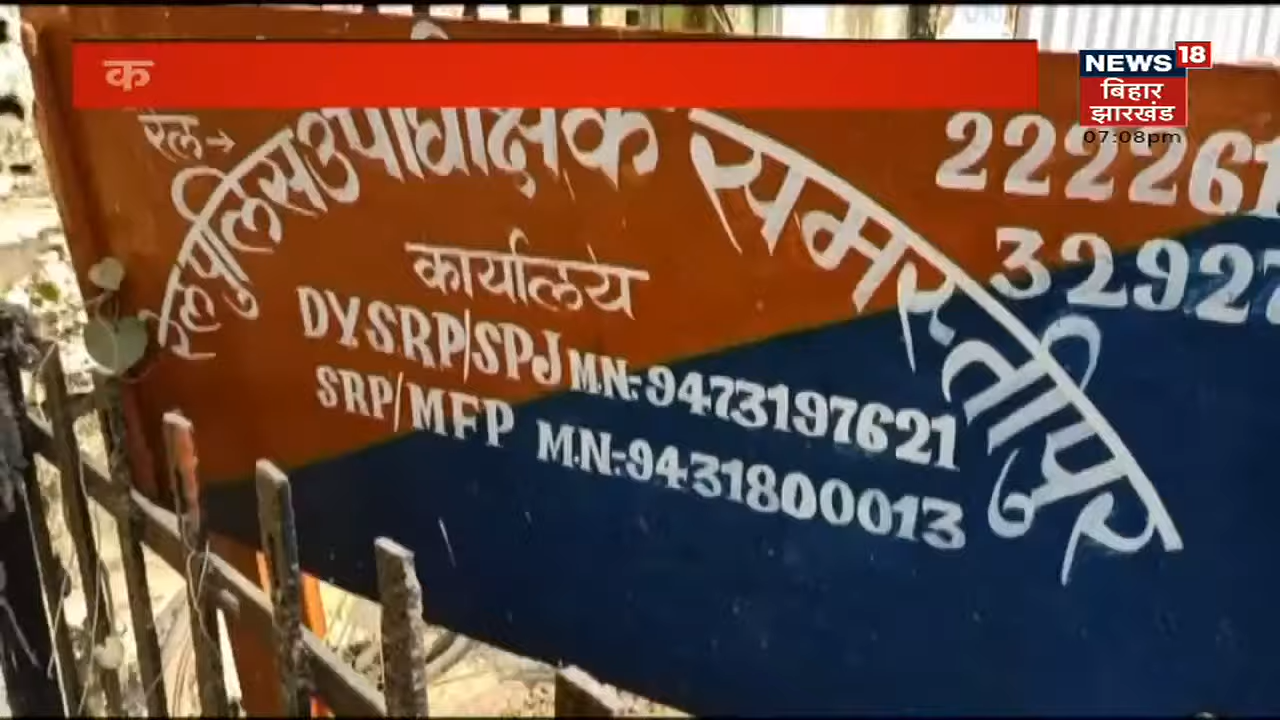 क
NEWS 18
बिहार
झारखंड
07:08pm
रेल→
रेल पुलिस उपाधीक्षक समस्तीपुर
कार्यालय
222261
32927
DY.SRP/SPJ M.N:-9473197621
SRP/MFP M.N:-9431800013